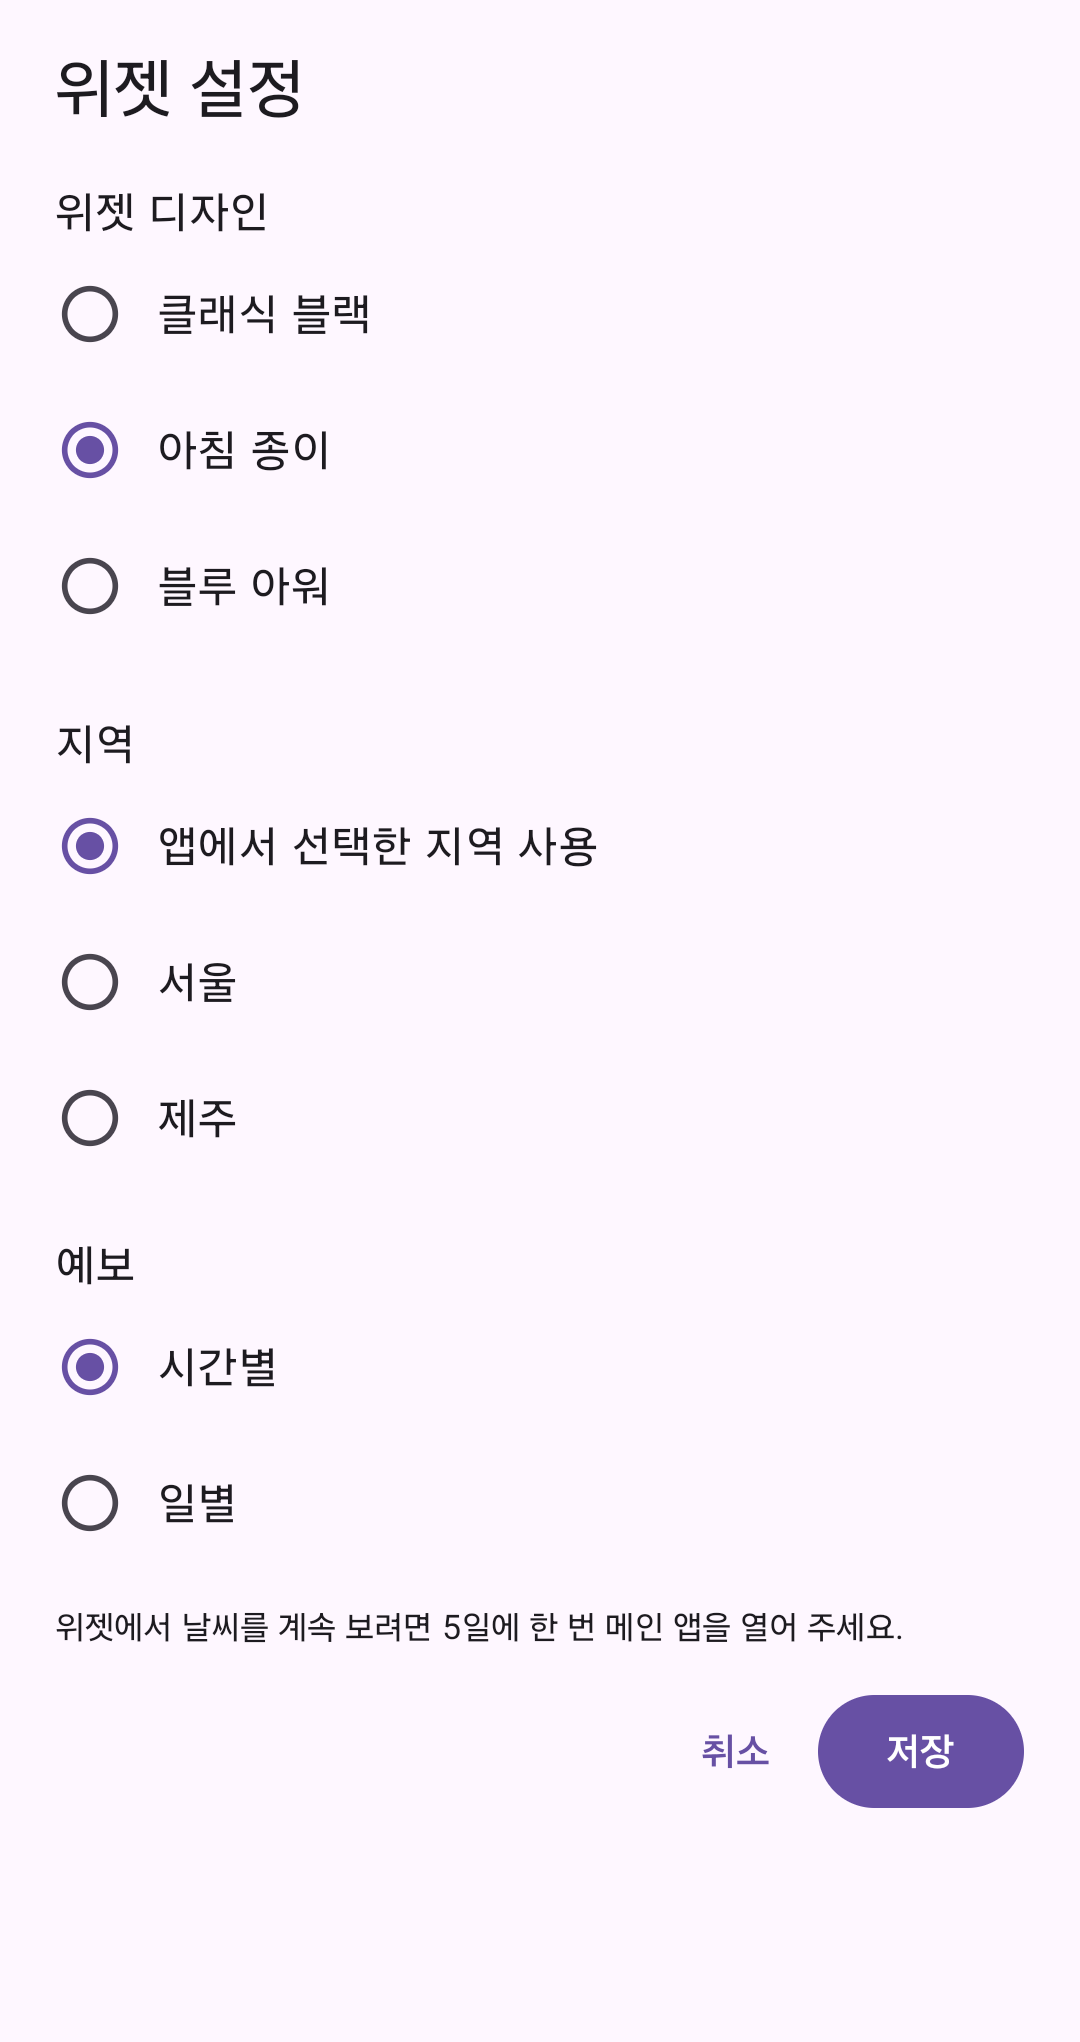 위젯 설정
위젯 디자인
클래식 블랙
아침 종이
블루 아워
지역
앱에서 선택한 지역 사용
서울
제주
예보
시간별
일별
위젯에서 날씨를 계속 보려면 5일에 한 번 메인 앱을 열어 주세요.
취소
저장